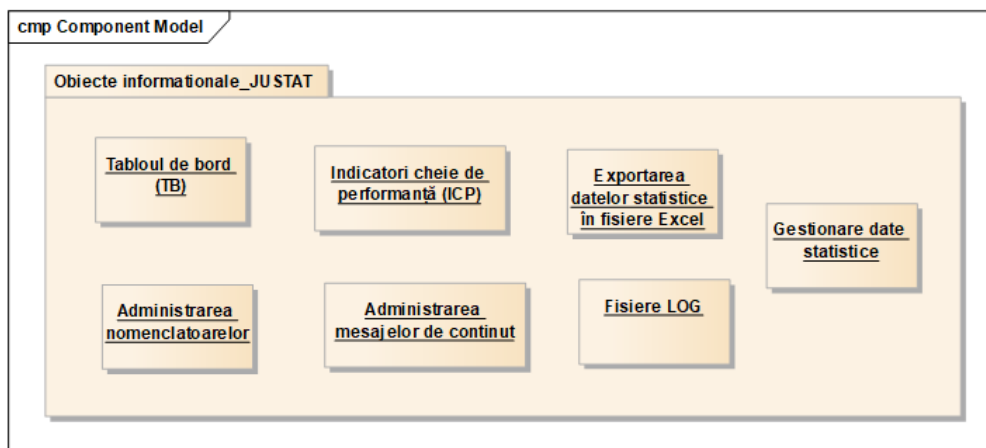 cmp Component Model
Obiecte informationale_JUSTAT
Tabloul de bord
(TB)
Indicatori cheie de
performanță (ICP)
Exportarea
datelor statistice
în fisiere Excel
Gestionare date
statistice
Administrarea
nomenclatoarelor
Administrarea
mesajelor de continut
Fisiere LOG